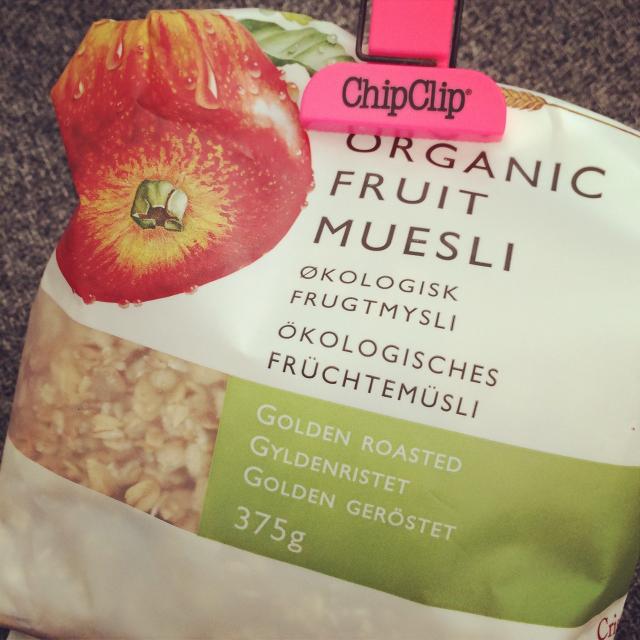 ChipClip®
ORGANIC
FRUIT
MUESLI
ØKOLOGISK
FRUGTMYSLI
ÖKOLOGISCHES
FRÜCHTEMÜSLI
GOLDEN ROASTED
GYLDENRISTET
GOLDEN GERÖSTET
375g